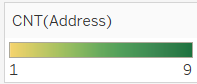 CNT(Address)
1 9